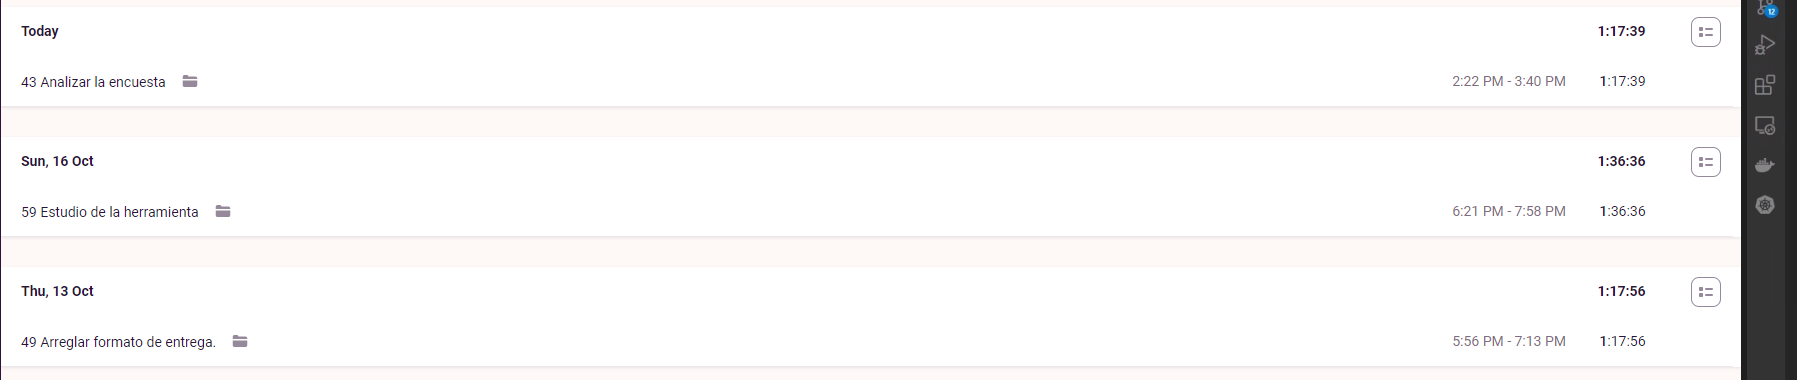 12
Today 1:17:39
43 Analizar la encuesta 2:22 PM - 3:40 PM 1:17:39
Sun, 16 Oct 1:36:36
59 Estudio de la herramienta 6:21 PM - 7:58 PM 1:36:36
Thu, 13 Oct 1:17:56
49 Arreglar formato de entrega. 5:56 PM - 7:13 PM 1:17:56